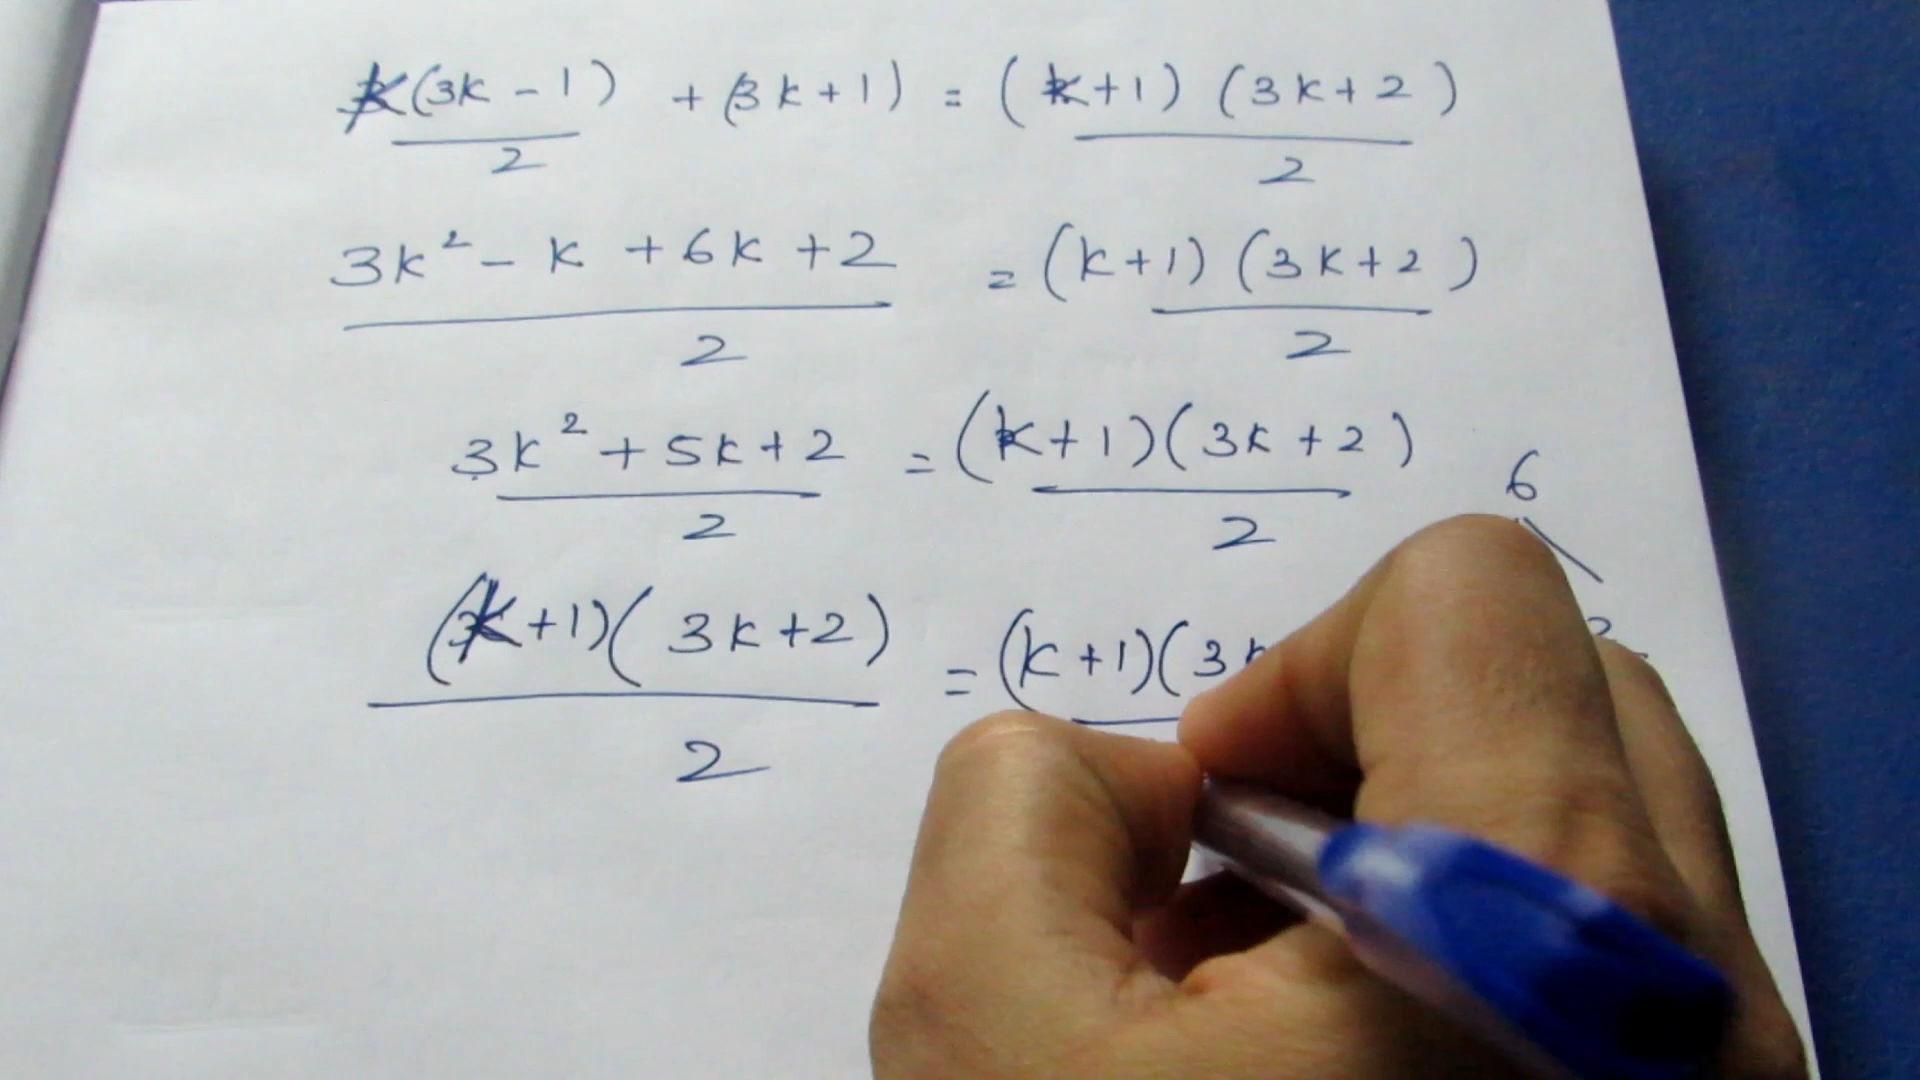 k(3k-1)/2 + (3k+1) = (k+1)(3k+2)/2
3k²-k+6k+2/2 = (k+1)(3k+2)/2
3k²+5k+2/2 = (k+1)(3k+2)/2
6
(k+1)(3k+2)/2 = (k+1)(3k